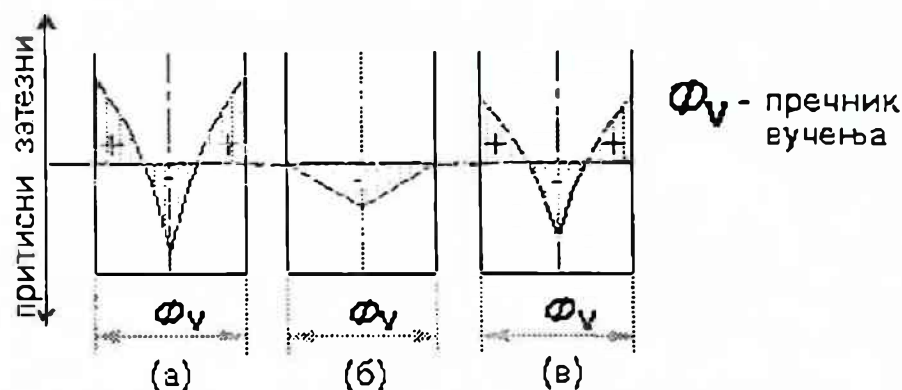 притисни затезни
+ - +
-
+ - +
Φv - пречник
вучења
Φv
Φv
Φv
(а)
(б)
(в)